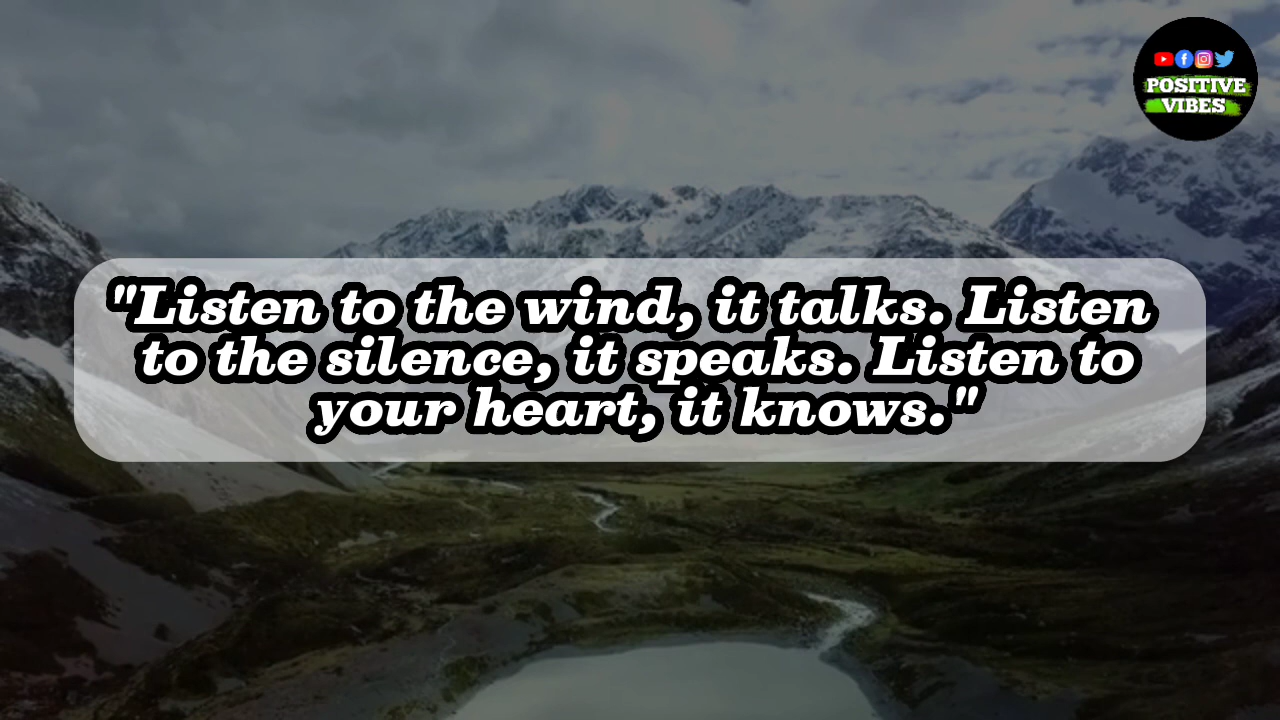 POSITIVE
VIBES
"Listen to the wind, it talks. Listen
to the silence, it speaks. Listen to
your heart, it knows."